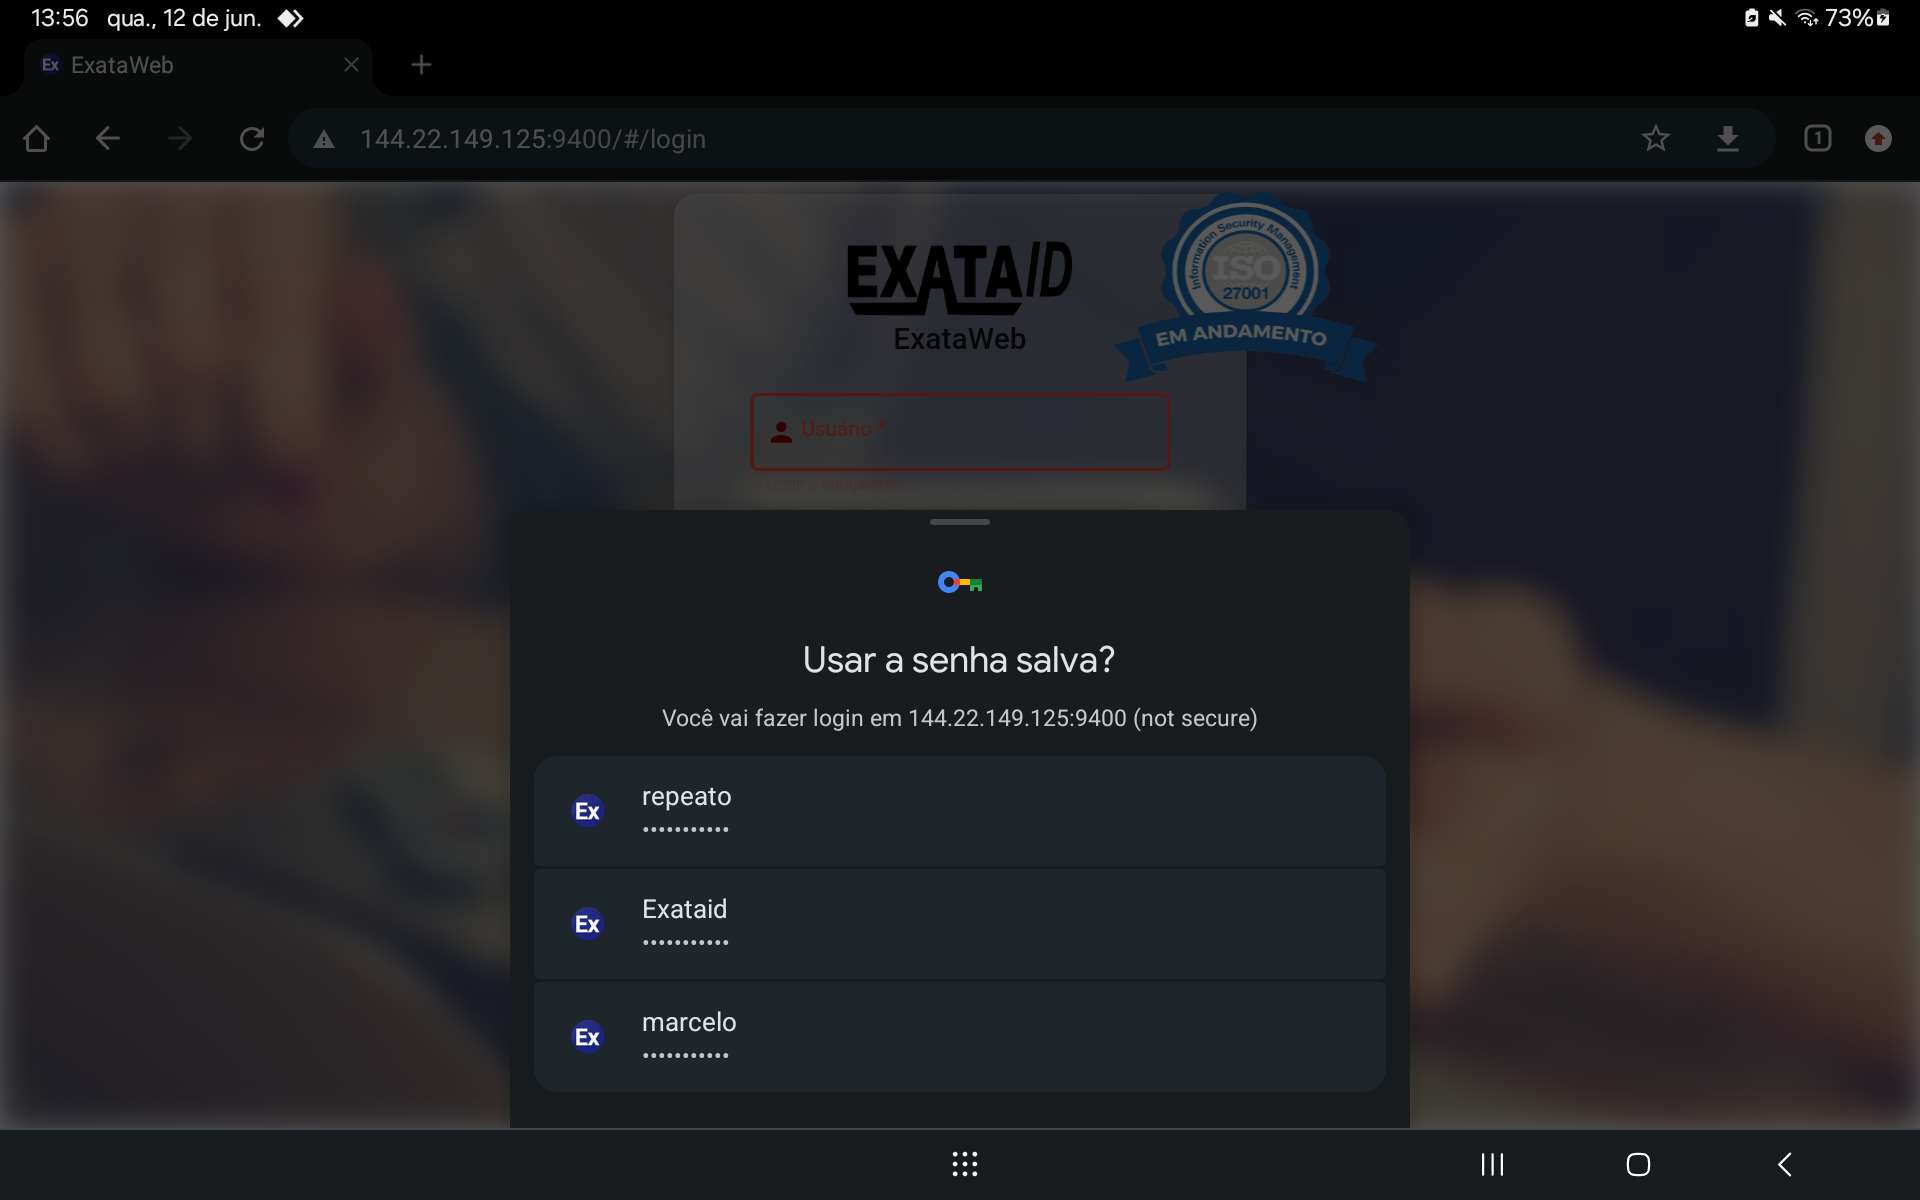 13:56 qua., 12 de jun.
73%
Ex ExataWeb
144.22.149.125:9400/#/login
1
EXATAID
ExataWeb
Information Security Management
ISO
27001
EM ANDAMENTO
Usuário *
Usar a senha salva?
Você vai fazer login em 144.22.149.125:9400 (not secure)
Ex
repeato
•••••••••••
Ex
Exataid
•••••••••••
Ex
marcelo
•••••••••••